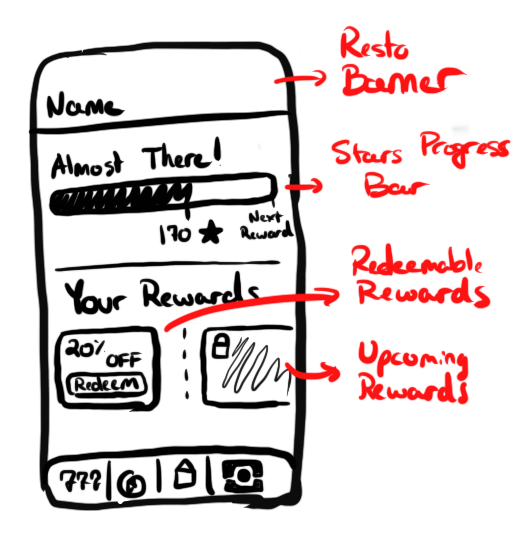 Name
Almost There!
170
Next
Reward
Your Rewards
20%
OFF
Redeem
???
Resto
Banner
Stars Progress
Bar
Redeemable
Rewards
Upcoming
Rewards